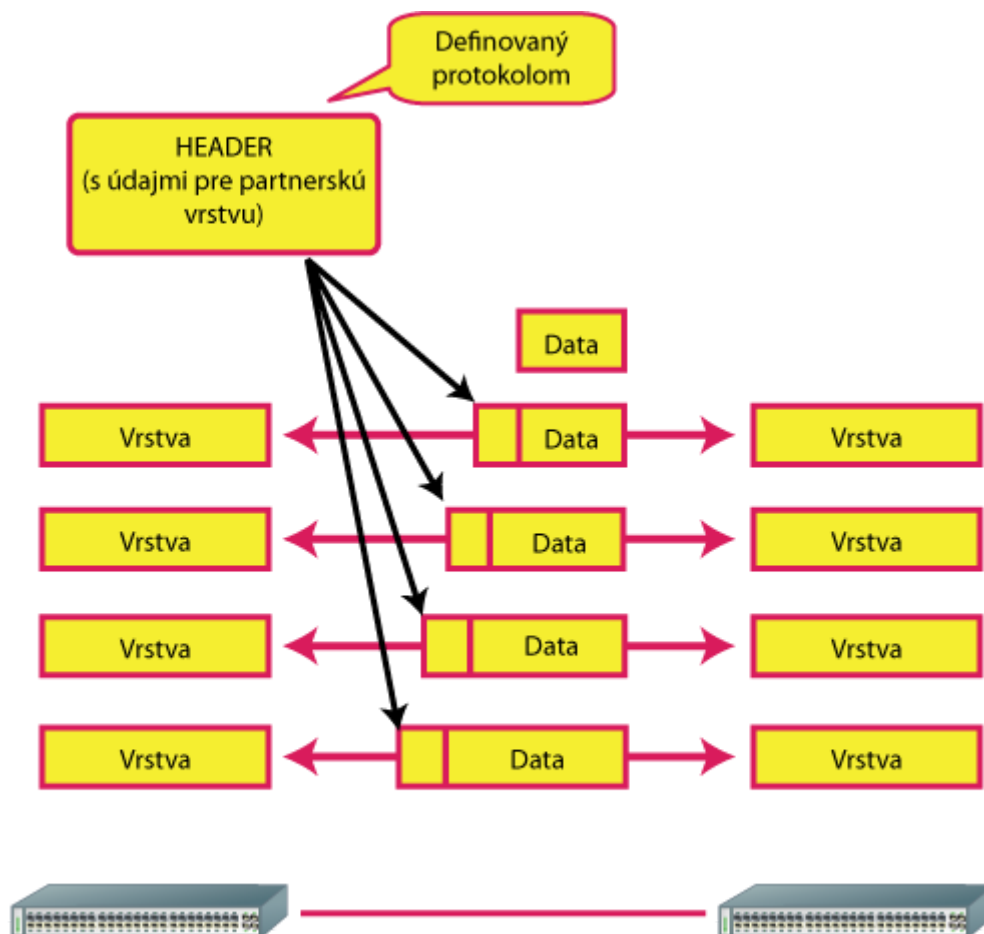 Definovaný
protokolom
HEADER
(s údajmi pre partnerskú
vrstvu)
Data
Vrstva
Data
Vrstva
Vrstva
Data
Vrstva
Vrstva
Data
Vrstva
Vrstva
Data
Vrstva